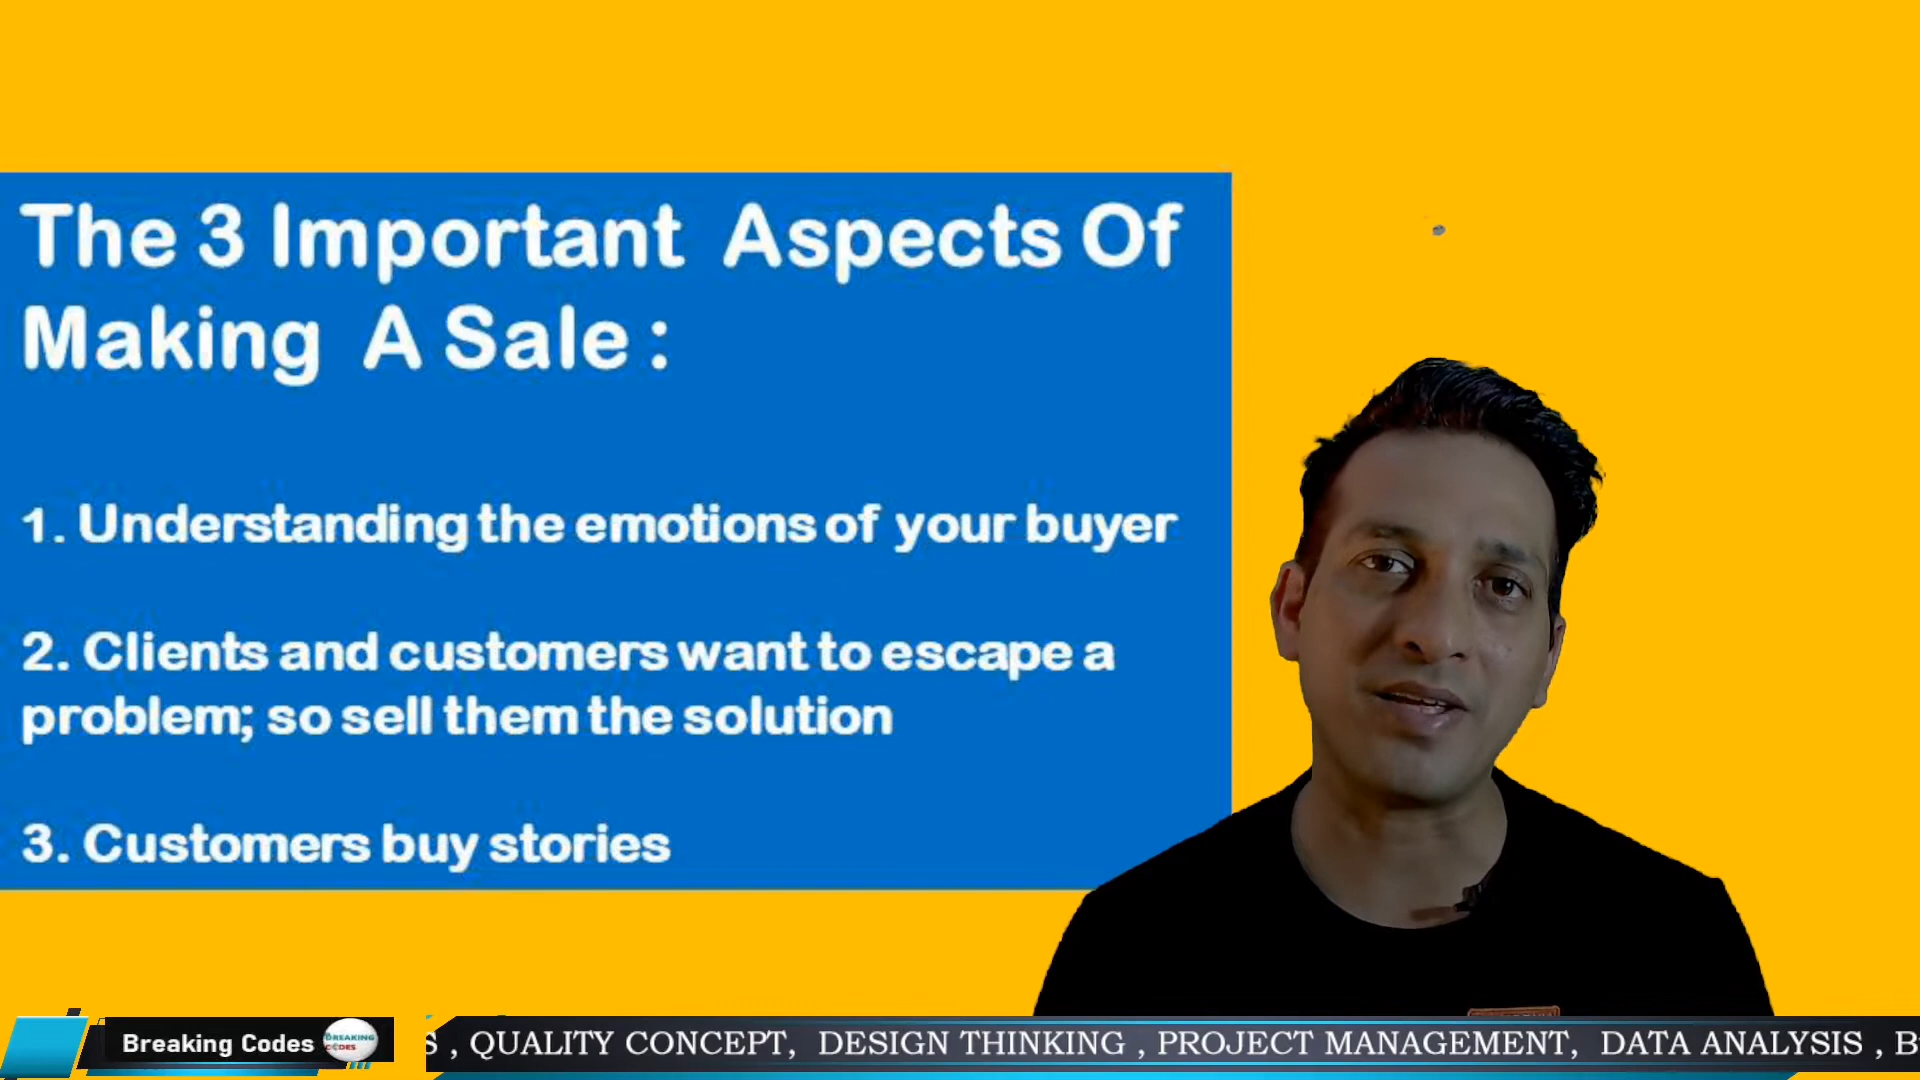 The 3 Important Aspects Of
Making A Sale :
1. Understanding the emotions of your buyer
2. Clients and customers want to escape a
problem; so sell them the solution
3. Customers buy stories
Breaking Codes
BREAKING
CODES
S , QUALITY CONCEPT, DESIGN THINKING , PROJECT MANAGEMENT, DATA ANALYSIS , B